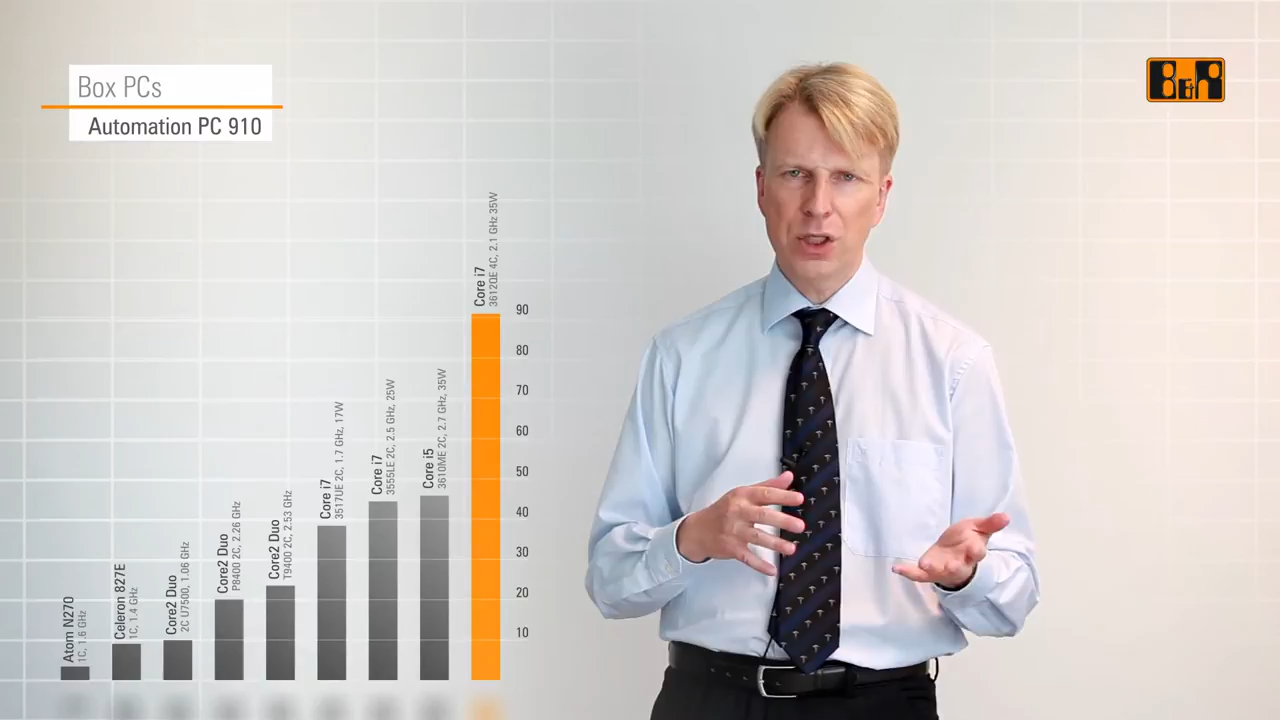 Box PCs
Automation PC 910
B&R
Atom N270
1C, 1.6 GHz
Celeron 827E
1C, 1.4 GHz
Core2 Duo
2C U7500, 1.06 GHz
Core2 Duo
P8400 2C, 2.26 GHz
Core2 Duo
T9400 2C, 2.53 GHz
Core i7
3517UE 2C, 1.7 GHz, 17W
Core i7
3555LE 2C, 2.5 GHz, 25W
Core i5
3610ME 2C, 2.7 GHz, 35W
Core i7
3612QE 4C, 2.1 GHz 35W
90
80
70
60
50
40
30
20
10